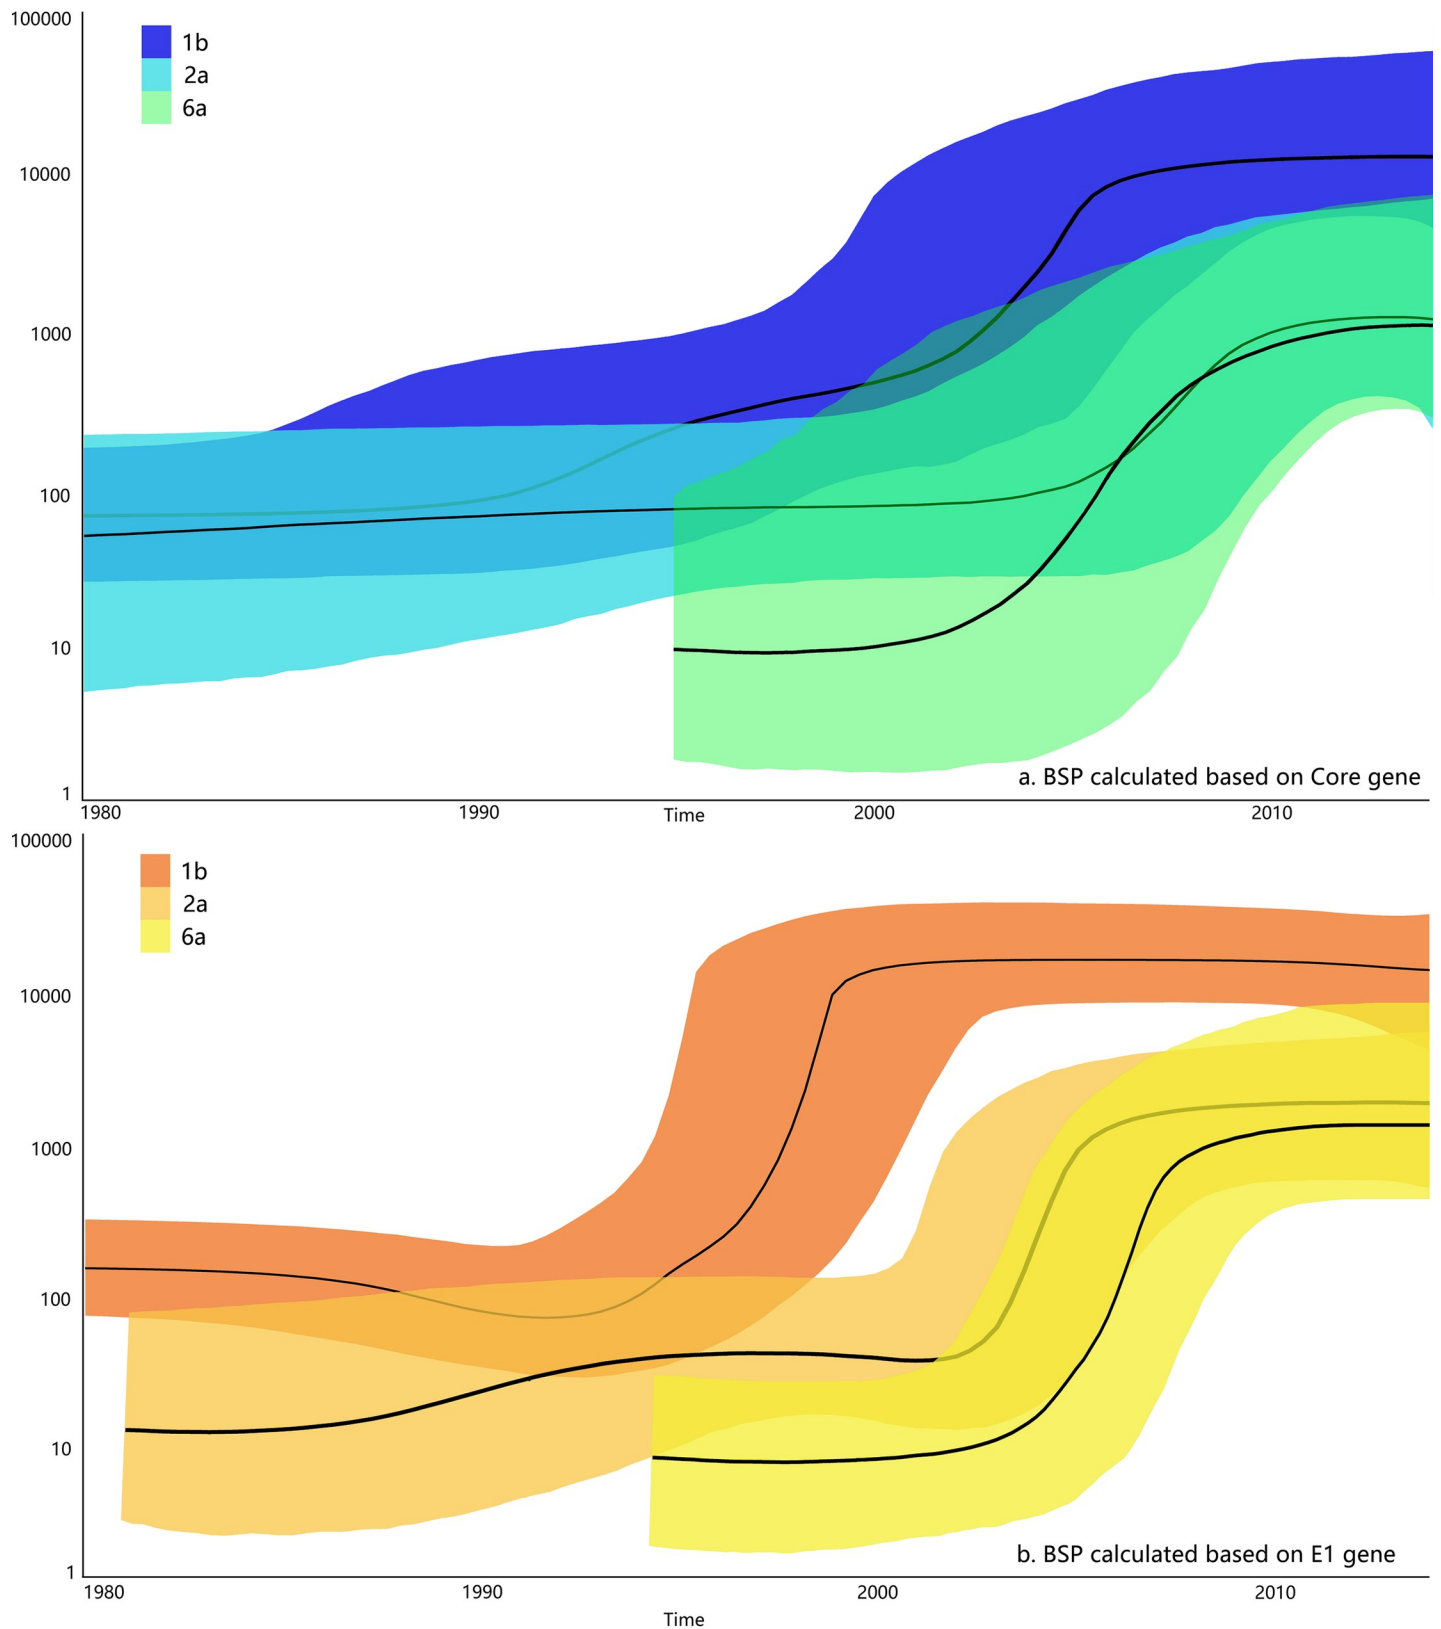 100000
1b
2a
6a
10000
1000
100
10
a. BSP calculated based on Core gene
1
1980 1990 Time 2000 2010
100000
1b
2a
6a
10000
1000
100
10
b. BSP calculated based on E1 gene
1
1980 1990 2000 2010
Time